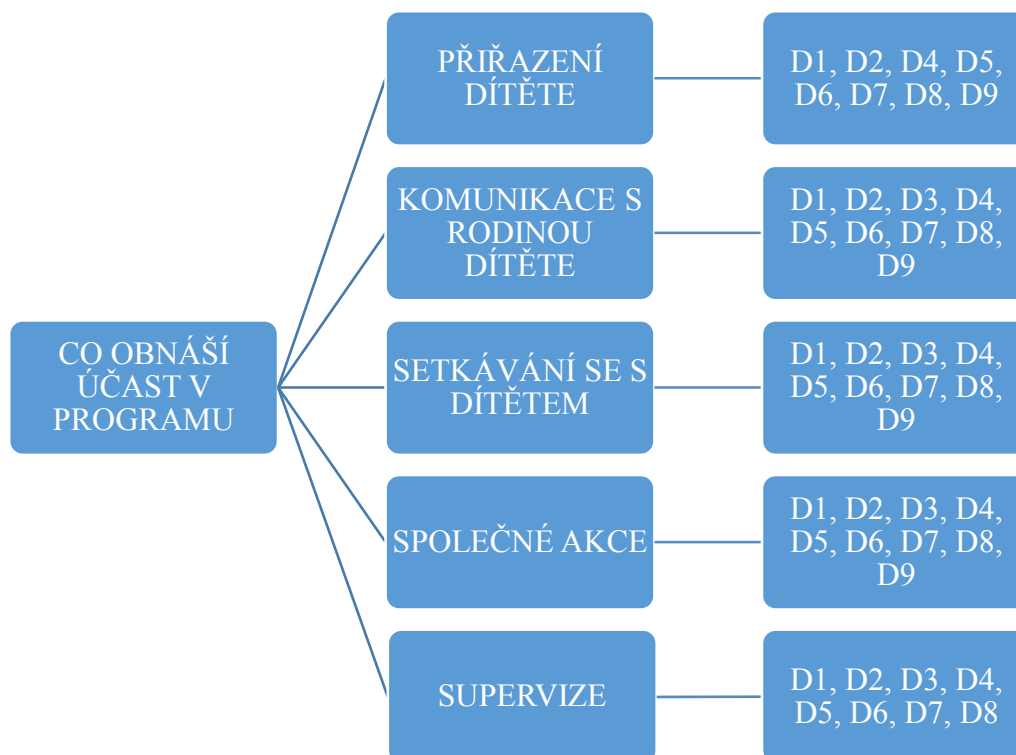 CO OBNÁŠÍ
ÚČAST V
PROGRAMU
PŘIŘAZENÍ
DÍTĚTE
D1, D2, D4, D5,
D6, D7, D8, D9
KOMUNIKACE S
RODINOU
DÍTĚTE
D1, D2, D3, D4,
D5, D6, D7, D8,
D9
SETKÁVÁNÍ SE S
DÍTĚTEM
D1, D2, D3, D4,
D5, D6, D7, D8,
D9
SPOLEČNÉ AKCE
D1, D2, D3, D4,
D5, D6, D7, D8,
D9
SUPERVIZE
D1, D2, D3, D4,
D5, D6, D7, D8